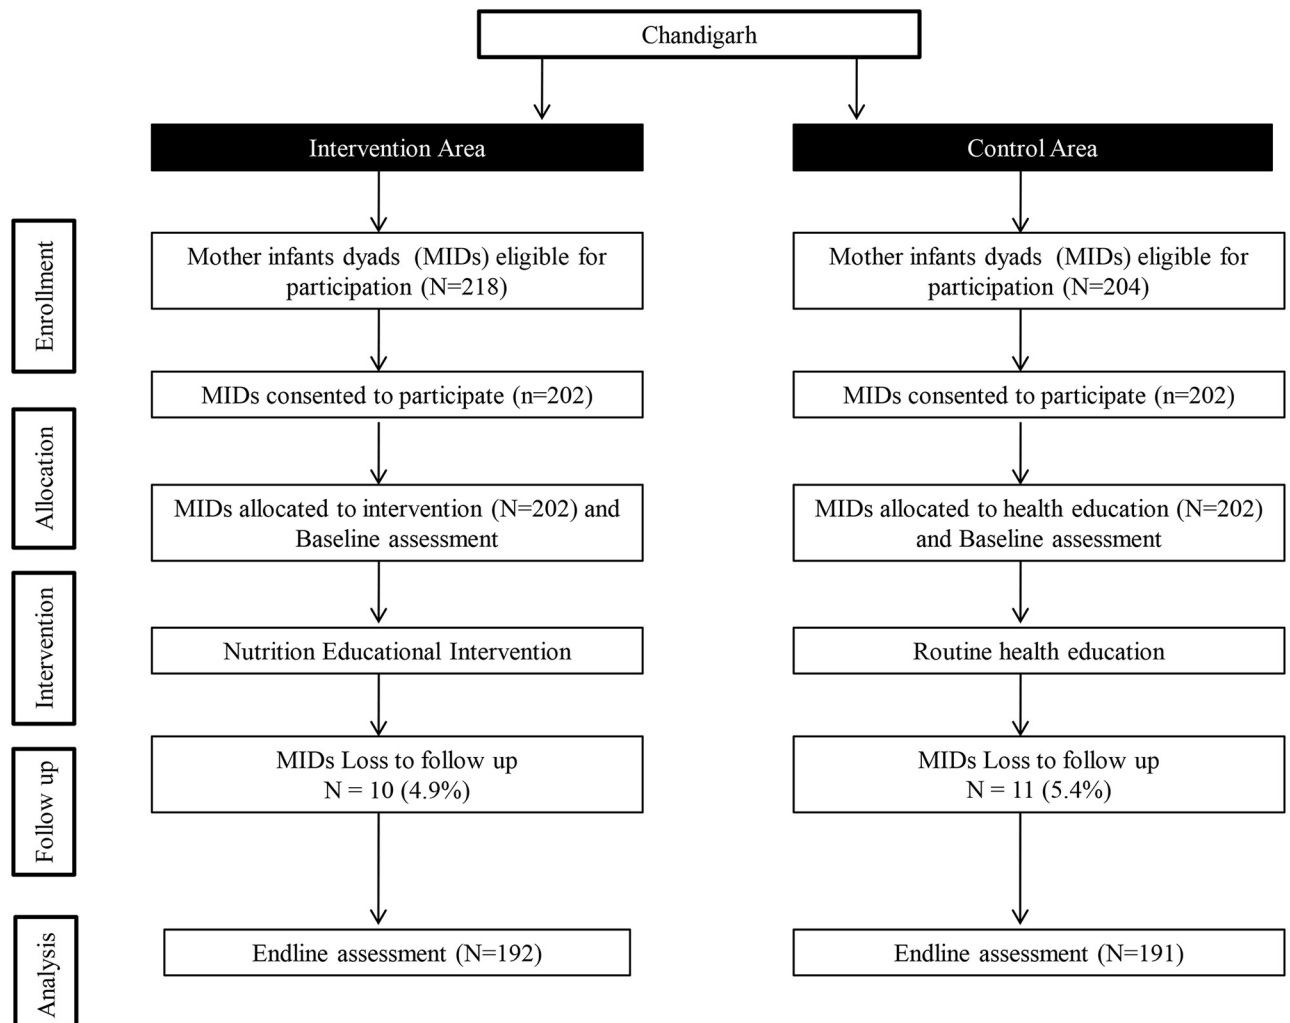 Chandigarh
Intervention Area
Control Area
Enrollment
Mother infants dyads (MIDs) eligible for
participation (N=218)
Mother infants dyads (MIDs) eligible for
participation (N=204)
MIDs consented to participate (n=202)
MIDs consented to participate (n=202)
Allocation
MIDs allocated to intervention (N=202) and
Baseline assessment
MIDs allocated to health education (N=202)
and Baseline assessment
Intervention
Nutrition Educational Intervention
Routine health education
Follow up
MIDs Loss to follow up
N = 10 (4.9%)
MIDs Loss to follow up
N = 11 (5.4%)
Analysis
Endline assessment (N=192)
Endline assessment (N=191)